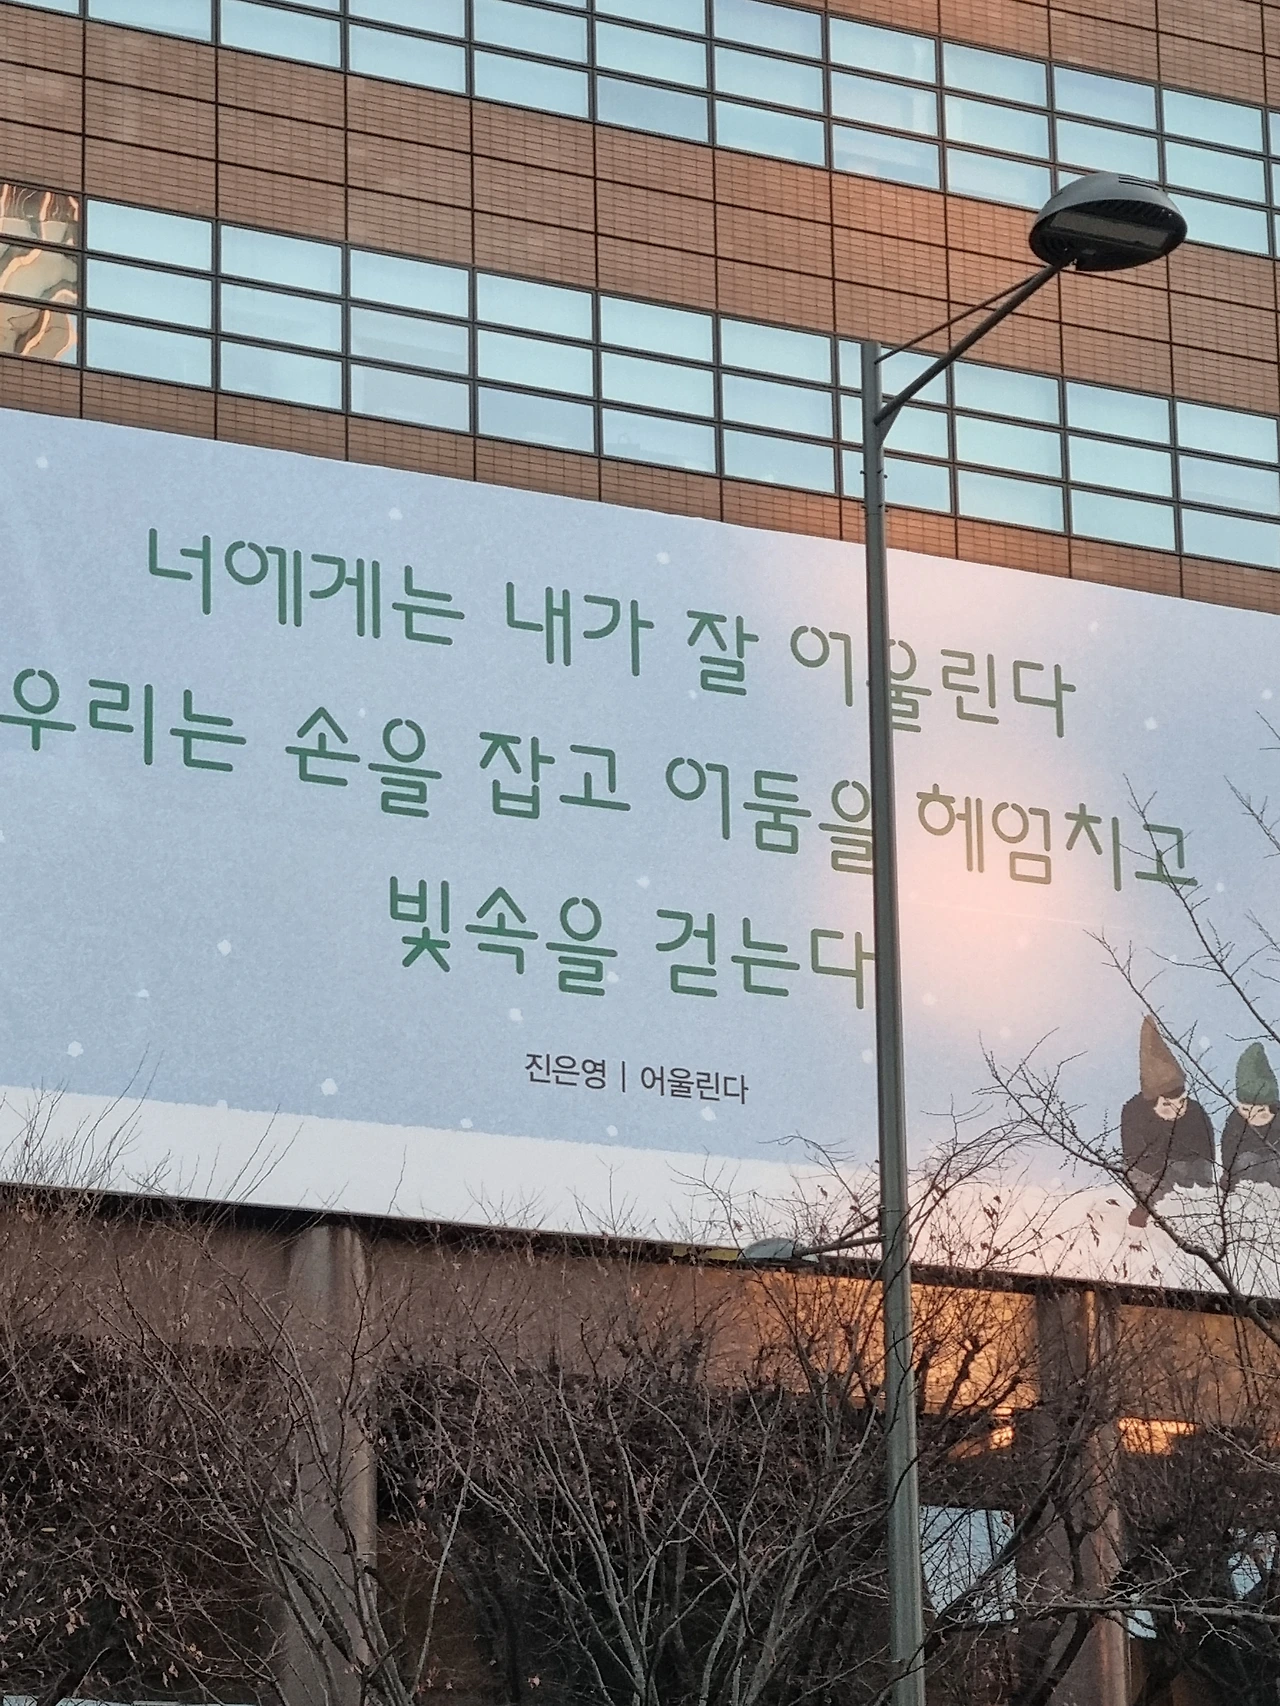 너에게는 내가 잘 어울린다
우리는 손을 잡고 어둠을 헤엄치고
빛속을 걷는다
진은영 | 어울린다